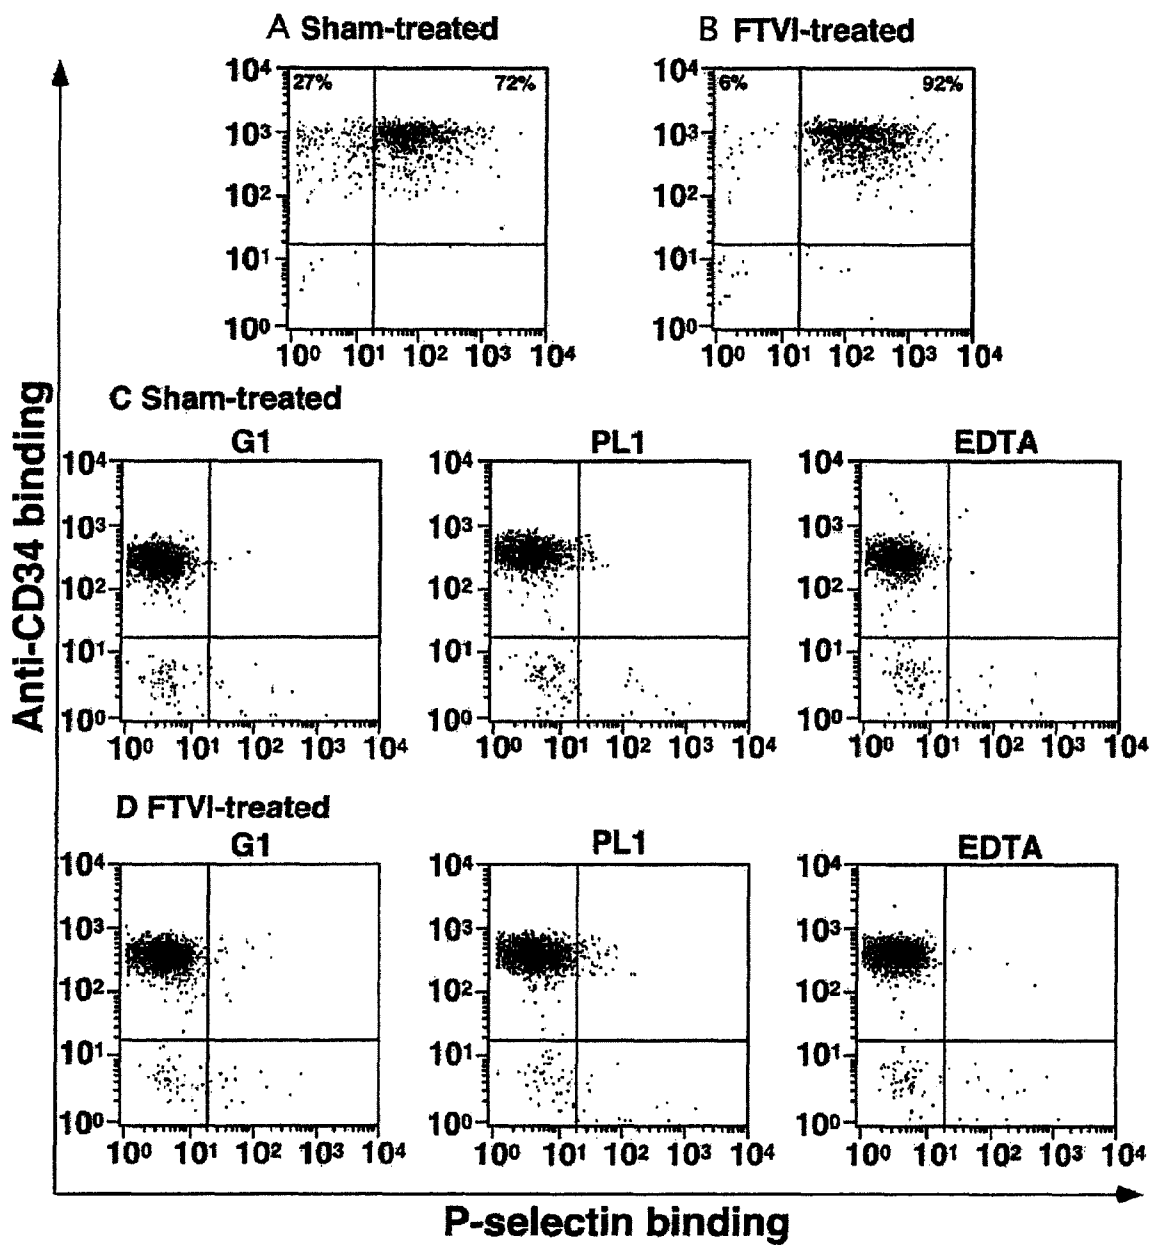 A Sham-treated B FTVI-treated
10⁴ 27% 72% 10⁴ 6% 92%
10³ 10³
10² 10²
10¹ 10¹
10⁰ 10⁰
10⁰ 10¹ 10² 10³ 10⁴ 10⁰ 10¹ 10² 10³ 10⁴
C Sham-treated
G1 PL1 EDTA
10⁴ 10⁴ 10⁴
10³ 10³ 10³
10² 10² 10²
10¹ 10¹ 10¹
10⁰ 10⁰ 10⁰
10⁰ 10¹ 10² 10³ 10⁴ 10⁰ 10¹ 10² 10³ 10⁴ 10⁰ 10¹ 10² 10³ 10⁴
D FTVI-treated
G1 PL1 EDTA
10⁴ 10⁴ 10⁴
10³ 10³ 10³
10² 10² 10²
10¹ 10¹ 10¹
10⁰ 10⁰ 10⁰
10⁰ 10¹ 10² 10³ 10⁴ 10⁰ 10¹ 10² 10³ 10⁴ 10⁰ 10¹ 10² 10³ 10⁴
Anti-CD34 binding
P-selectin binding